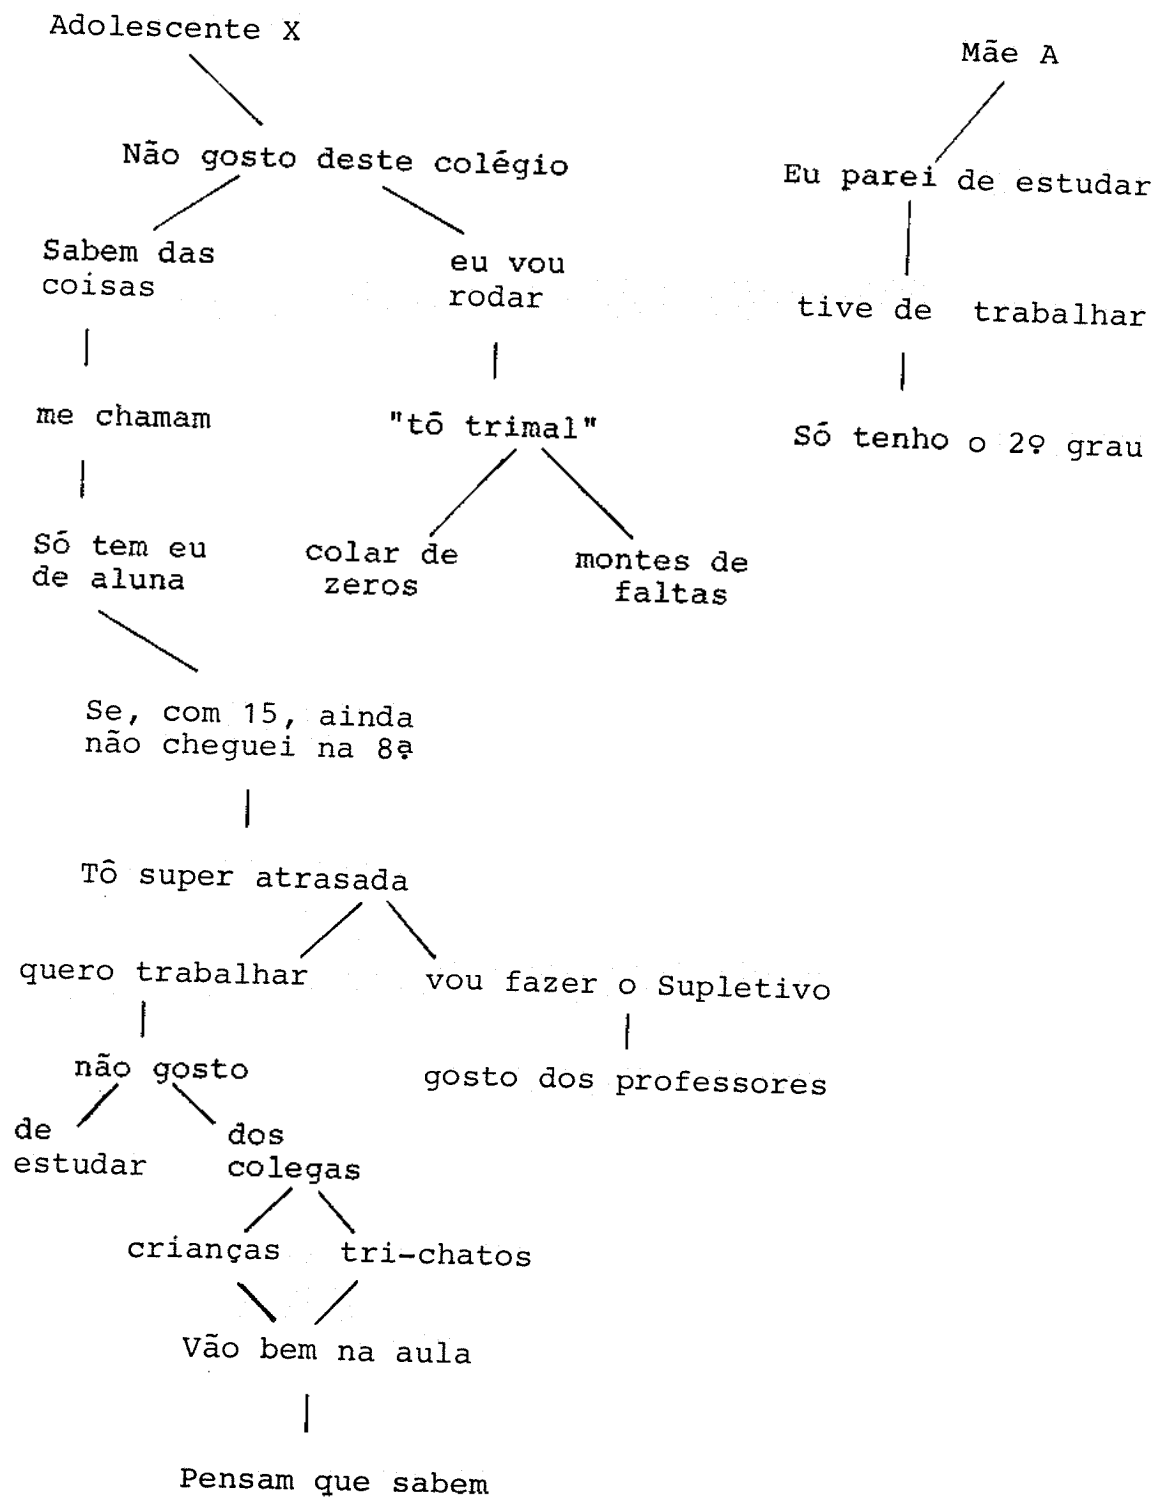 Adolescente X
Mãe A
Não gosto deste colégio
Eu parei de estudar
Sabem das
coisas
eu vou
rodar
tive de trabalhar
me chamam
"tô trimal"
Só tenho o 2º grau
Só tem eu
de aluna
colar de
zeros
montes de
faltas
Se, com 15, ainda
não cheguei na 8ª
Tô super atrasada
quero trabalhar
vou fazer o Supletivo
não gosto
gosto dos professores
de
estudar
dos
colegas
crianças
tri-chatos
Vão bem na aula
Pensam que sabem